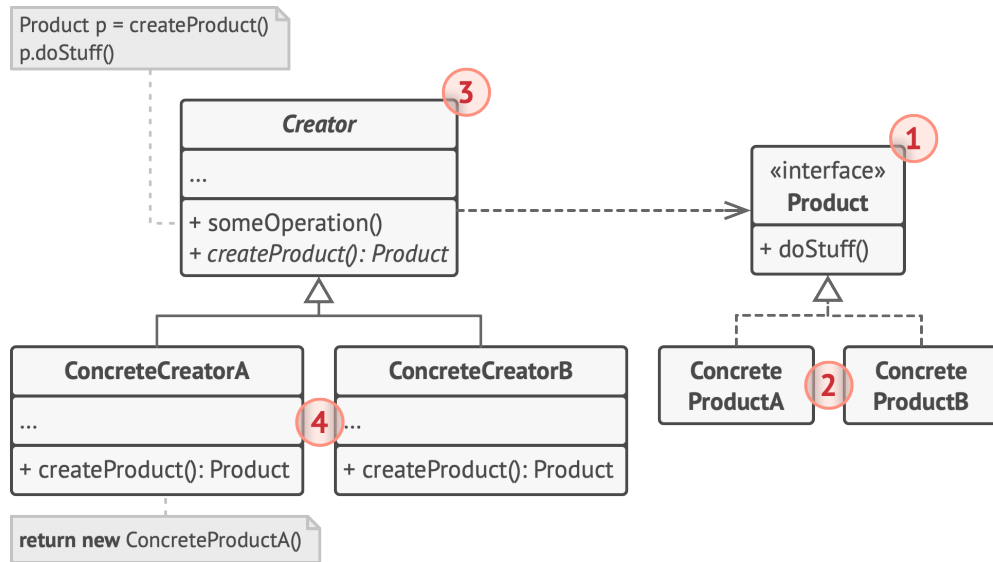 Product p = createProduct()
p.doStuff()
3
Creator
...
+ someOperation()
+ createProduct(): Product
1
«interface»
Product
+ doStuff()
ConcreteCreatorA
...
+ createProduct(): Product
return new ConcreteProductA()
4
ConcreteCreatorB
...
+ createProduct(): Product
Concrete
ProductA
2
Concrete
ProductB